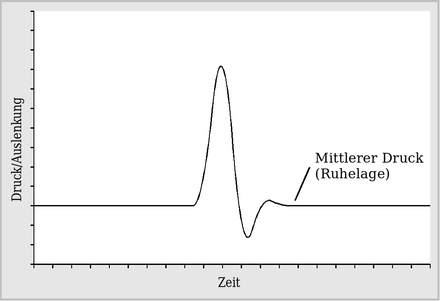 Druck/Auslenkung
Mittlerer Druck
(Ruhelage)
Zeit